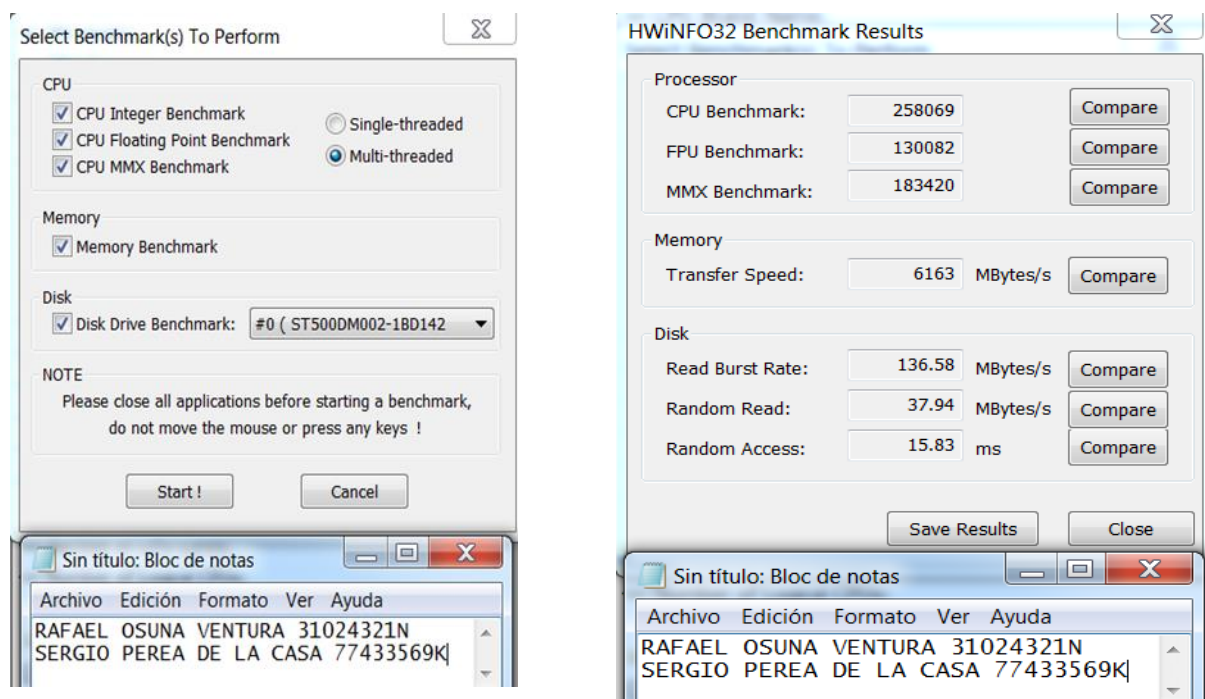 Select Benchmark(s) To Perform
CPU
CPU Integer Benchmark
CPU Floating Point Benchmark
CPU MMX Benchmark
Single-threaded
Multi-threaded
Memory
Memory Benchmark
Disk
Disk Drive Benchmark: #0 ( ST500DM002-1BD142
NOTE
Please close all applications before starting a benchmark,
do not move the mouse or press any keys !
Start ! Cancel
Sin título: Bloc de notas
Archivo Edición Formato Ver Ayuda
RAFAEL OSUNA VENTURA 31024321N
SERGIO PEREA DE LA CASA 77433569K
HWiNFO32 Benchmark Results
Processor
CPU Benchmark: 258069 Compare
FPU Benchmark: 130082 Compare
MMX Benchmark: 183420 Compare
Memory
Transfer Speed: 6163 MBytes/s Compare
Disk
Read Burst Rate: 136.58 MBytes/s Compare
Random Read: 37.94 MBytes/s Compare
Random Access: 15.83 ms Compare
Save Results Close
Sin título: Bloc de notas
Archivo Edición Formato Ver Ayuda
RAFAEL OSUNA VENTURA 31024321N
SERGIO PEREA DE LA CASA 77433569K